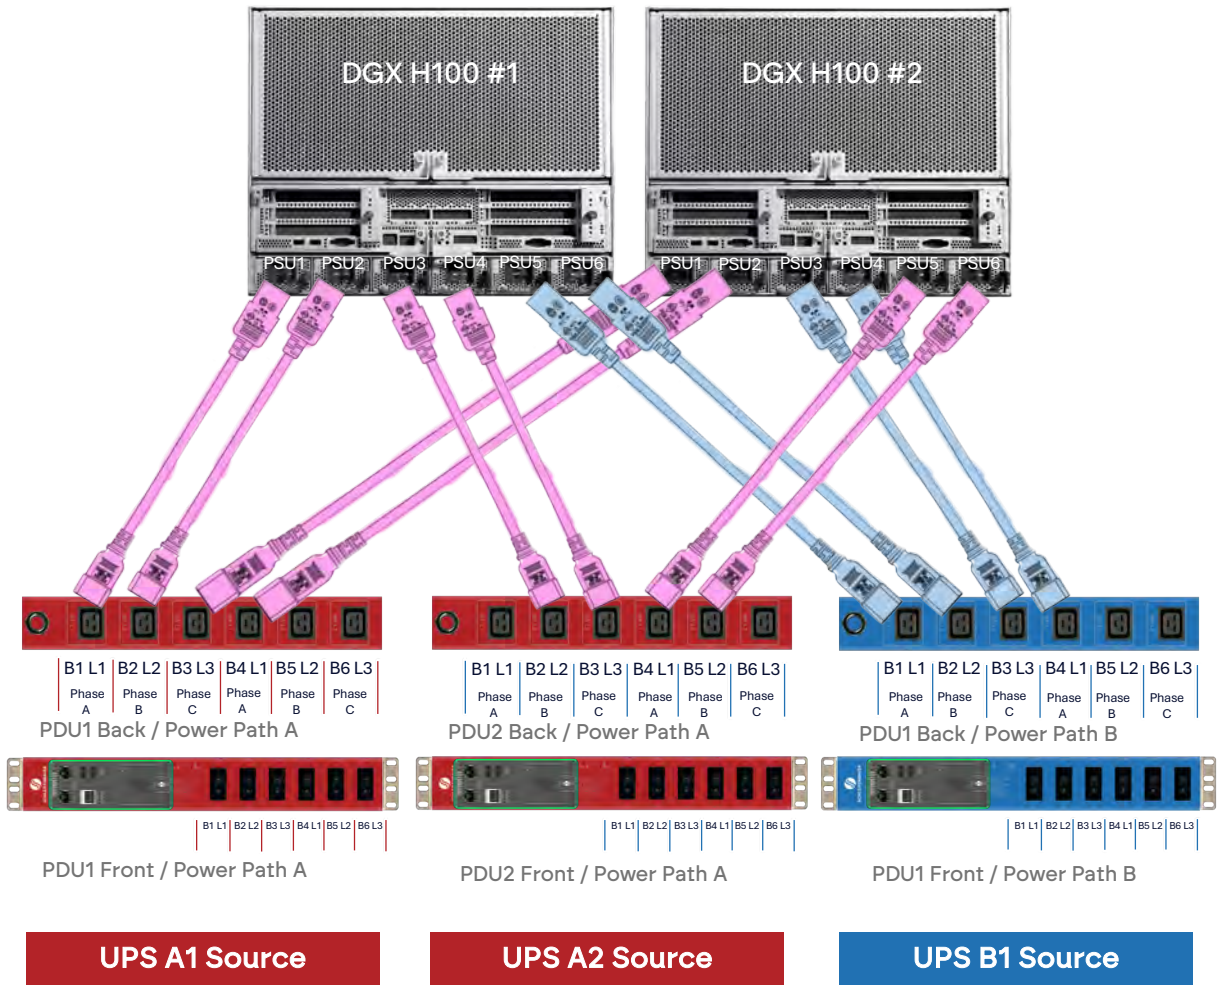 DGX H100 #1
DGX H100 #2
PSU1 PSU2 PSU3 PSU4 PSU5 PSU6
PSU1 PSU2 PSU3 PSU4 PSU5 PSU6
B1 L1 B2 L2 B3 L3 B4 L1 B5 L2 B6 L3
Phase A Phase B Phase C Phase A Phase B Phase C
PDU1 Back / Power Path A
B1 L1 B2 L2 B3 L3 B4 L1 B5 L2 B6 L3
Phase A Phase B Phase C Phase A Phase B Phase C
PDU2 Back / Power Path A
B1 L1 B2 L2 B3 L3 B4 L1 B5 L2 B6 L3
Phase A Phase B Phase C Phase A Phase B Phase C
PDU1 Back / Power Path B
B1 L1 B2 L2 B3 L3 B4 L1 B5 L2 B6 L3
PDU1 Front / Power Path A
B1 L1 B2 L2 B3 L3 B4 L1 B5 L2 B6 L3
PDU2 Front / Power Path A
B1 L1 B2 L2 B3 L3 B4 L1 B5 L2 B6 L3
PDU1 Front / Power Path B
UPS A1 Source
UPS A2 Source
UPS B1 Source